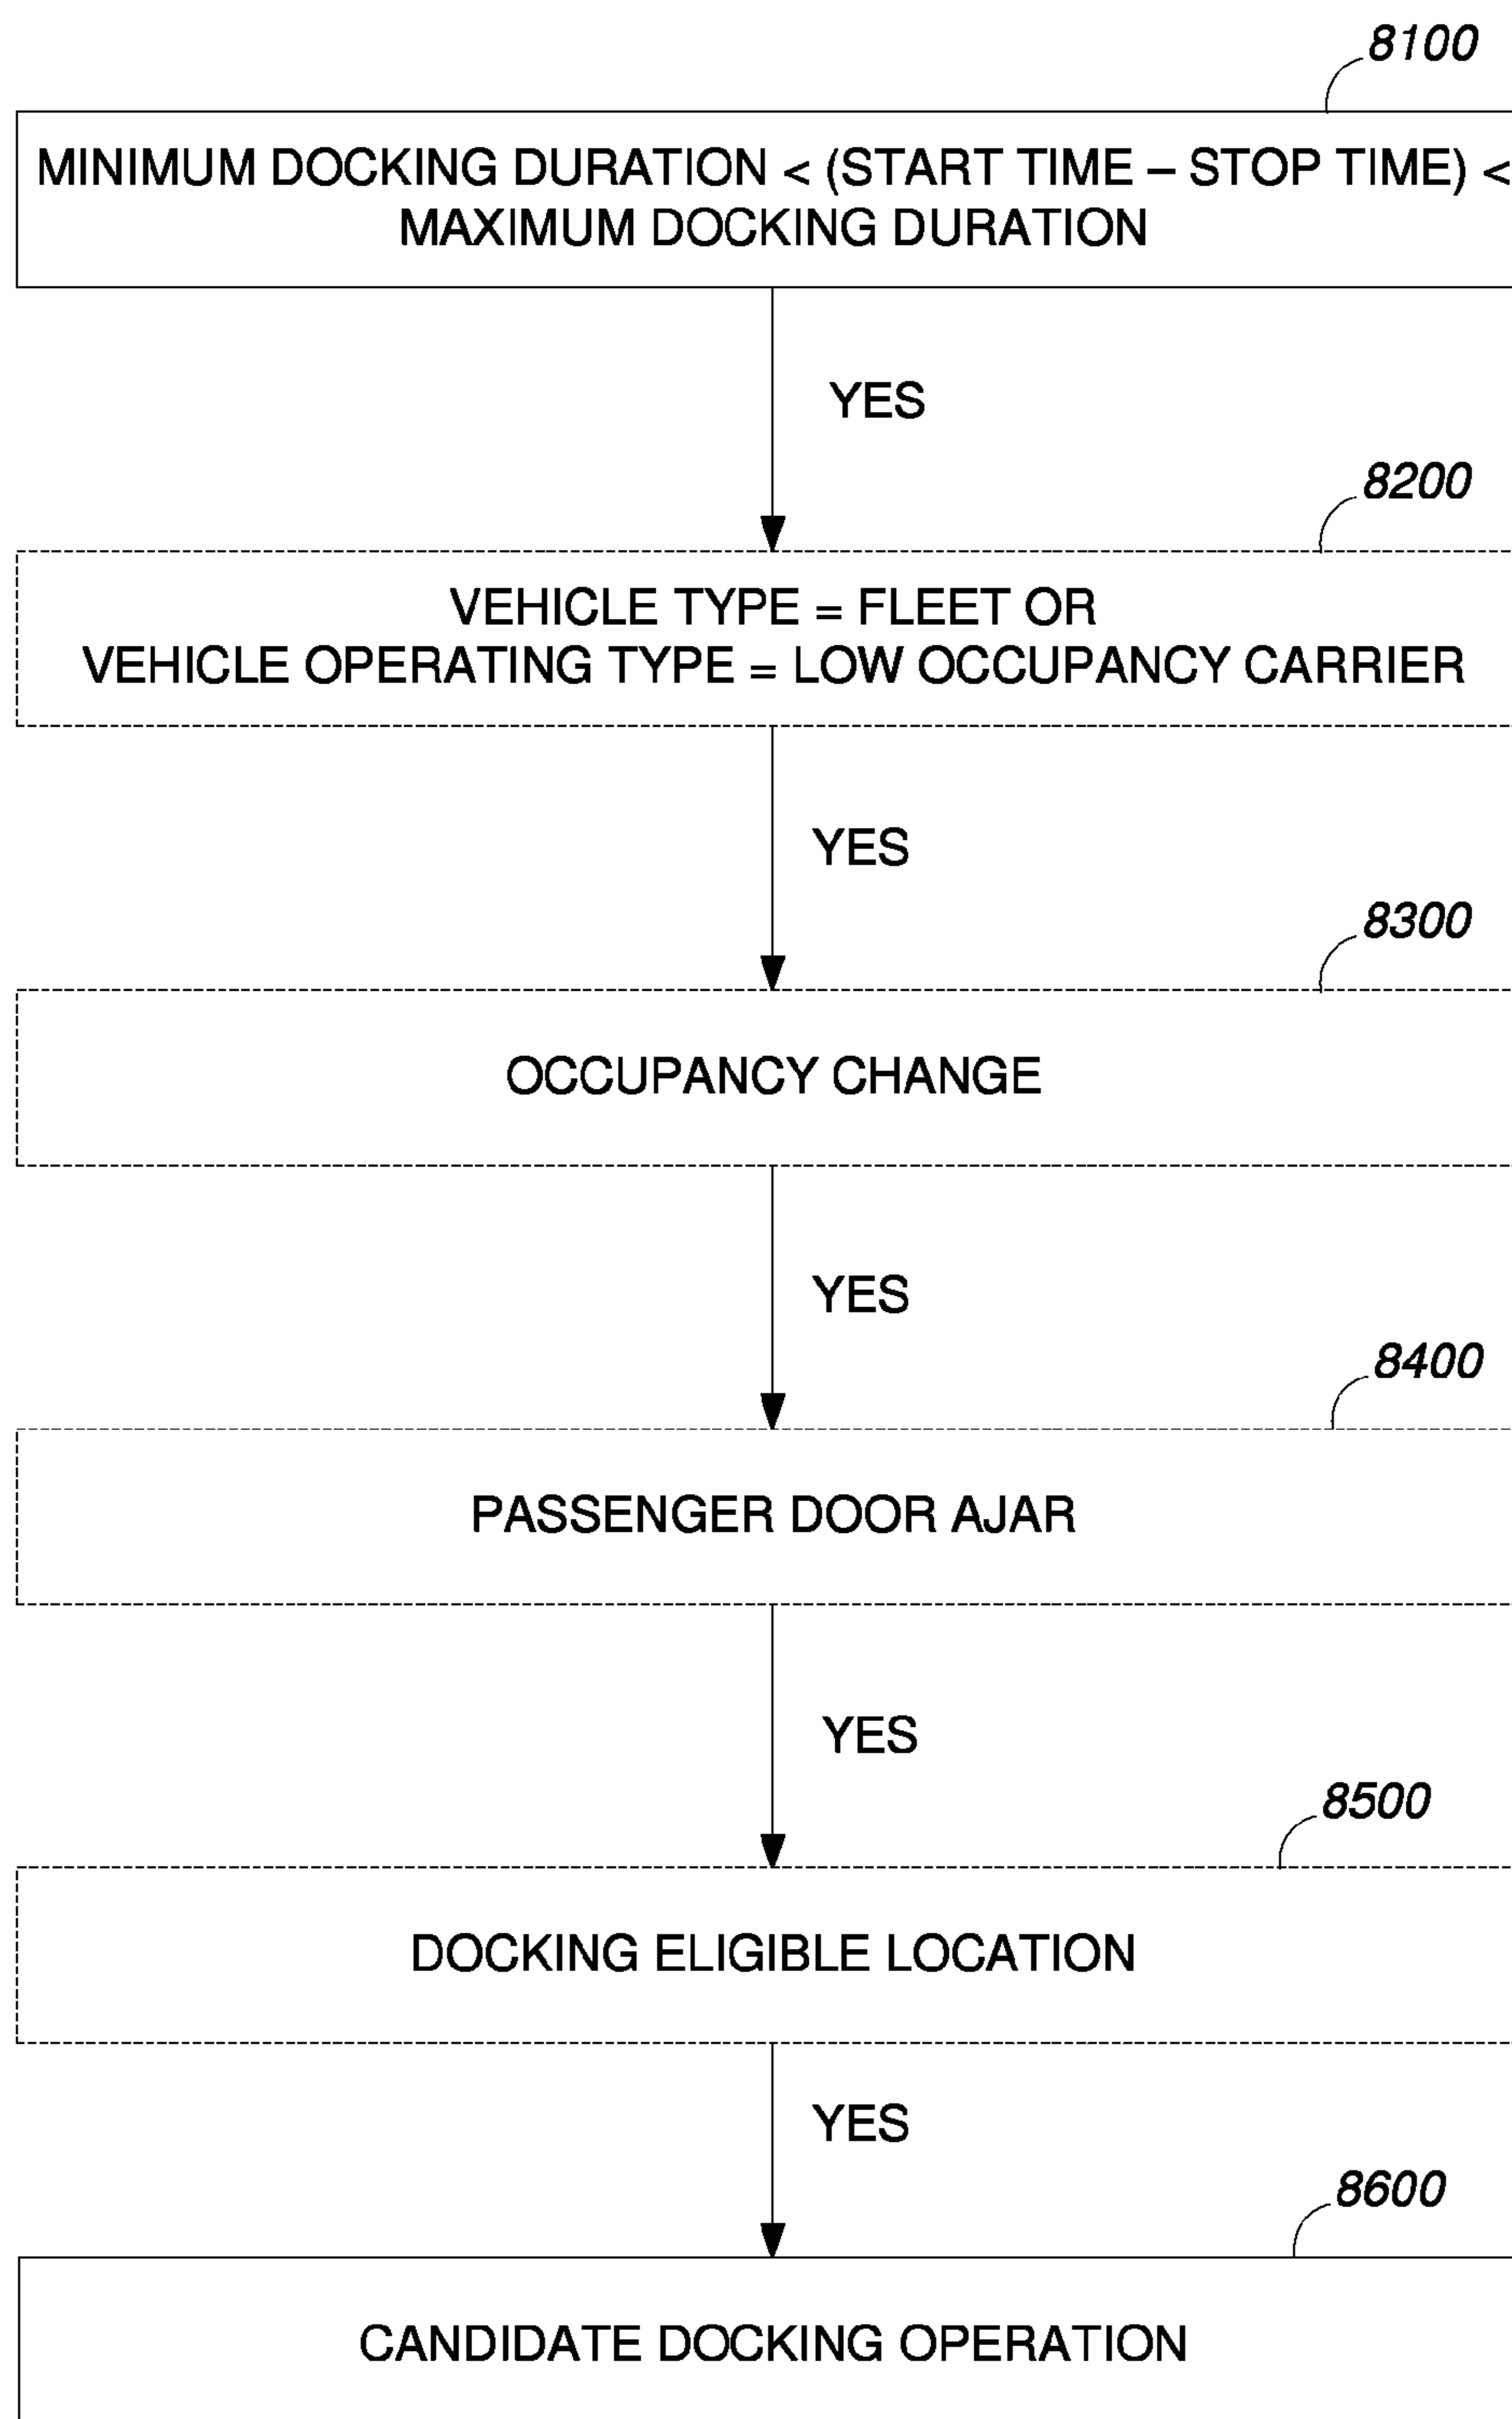 8100
MINIMUM DOCKING DURATION < (START TIME – STOP TIME) <
MAXIMUM DOCKING DURATION
YES
8200
VEHICLE TYPE = FLEET OR
VEHICLE OPERATING TYPE = LOW OCCUPANCY CARRIER
YES
8300
OCCUPANCY CHANGE
YES
8400
PASSENGER DOOR AJAR
YES
8500
DOCKING ELIGIBLE LOCATION
YES
8600
CANDIDATE DOCKING OPERATION